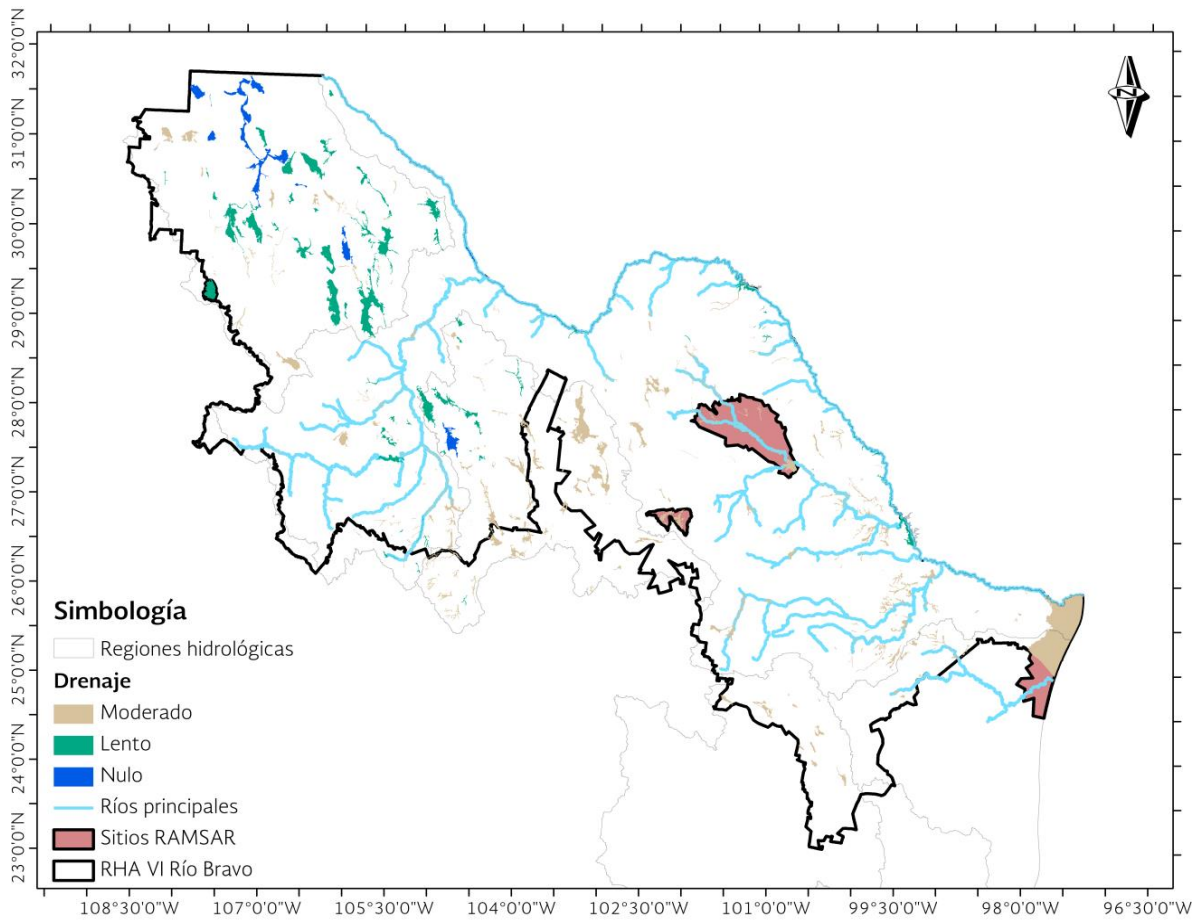 32°0'0"N
31°0'0"N
30°0'0"N
29°0'0"N
28°0'0"N
27°0'0"N
26°0'0"N
25°0'0"N
24°0'0"N
23°0'0"N
N
Simbología
Regiones hidrológicas
Drenaje
Moderado
Lento
Nulo
Ríos principales
Sitios RAMSAR
RHA VI Río Bravo
108°30'0"W
107°0'0"W
105°30'0"W
104°0'0"W
102°30'0"W
101°0'0"W
99°30'0"W
98°0'0"W
96°30'0"W